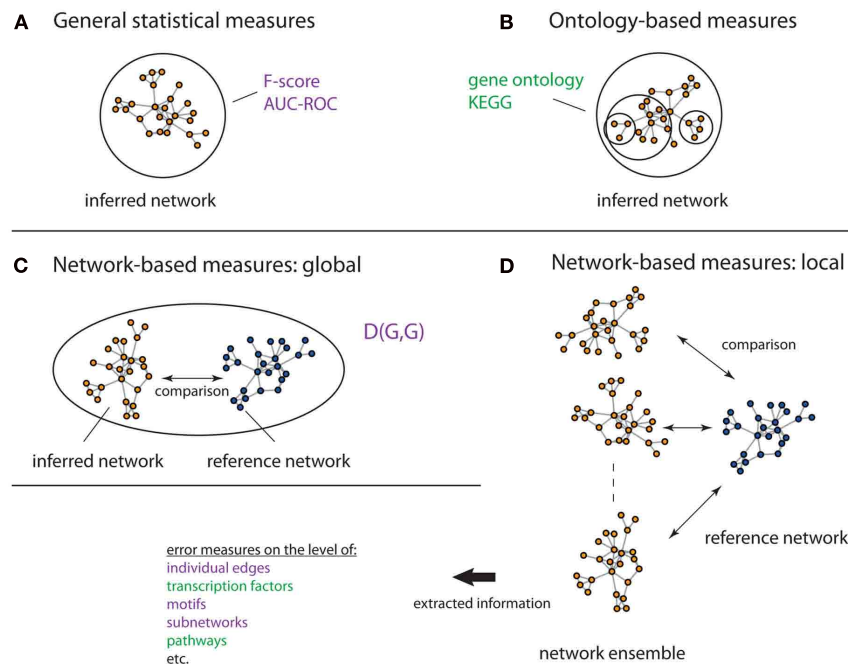 A General statistical measures
F-score
AUC-ROC
inferred network
B Ontology-based measures
gene ontology
KEGG
inferred network
C Network-based measures: global
D(G,G)
comparison
inferred network
reference network
D Network-based measures: local
comparison
reference network
error measures on the level of:
individual edges
transcription factors
motifs
subnetworks
pathways
etc.
extracted information
network ensemble